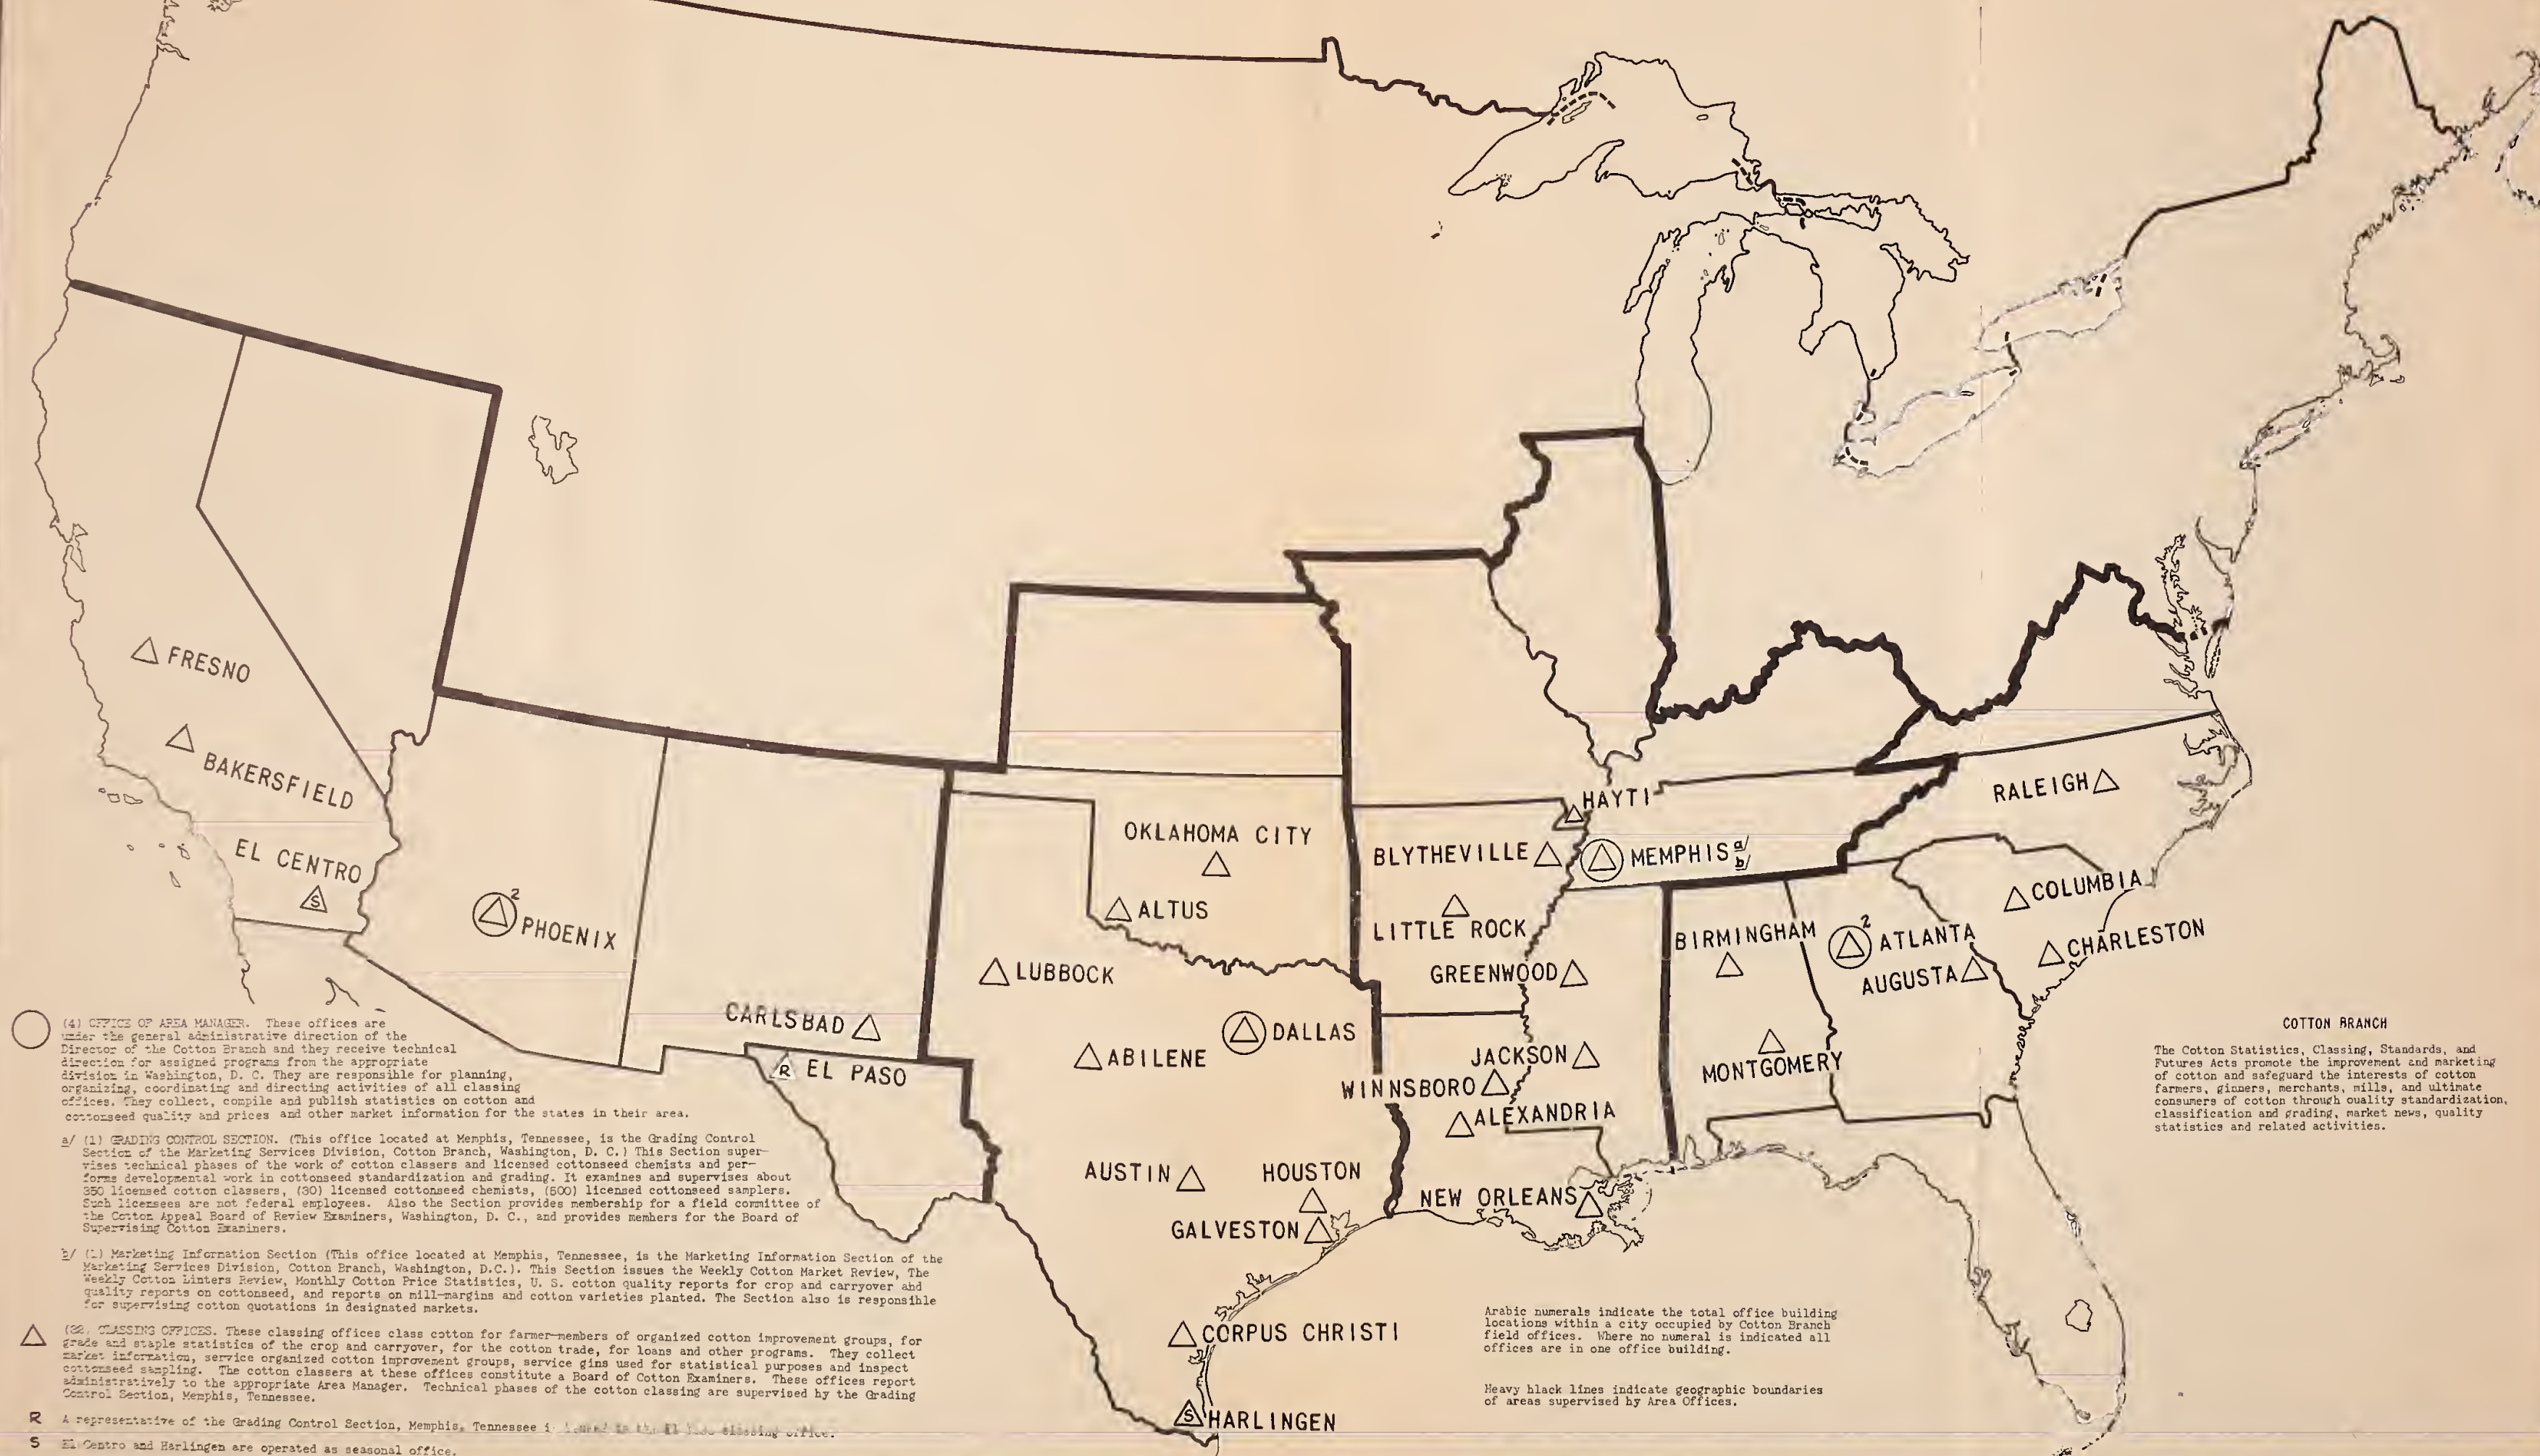 FRESNO
BAKERSFIELD
EL CENTRO
S
2
PHOENIX
CARLSBAD
R EL PASO
OKLAHOMA CITY
ALTUS
LUBBOCK
DALLAS
ABILENE
AUSTIN
HOUSTON
GALVESTON
CORPUS CHRISTI
S HARLINGEN
HAYTI
BLYTHEVILLE
MEMPHIS a/
b/
LITTLE ROCK
GREENWOOD
JACKSON
WINNSBORO
ALEXANDRIA
NEW ORLEANS
BIRMINGHAM
MONTGOMERY
2
ATLANTA
AUGUSTA
RALEIGH
COLUMBIA
CHARLESTON
(4) OFFICE OF AREA MANAGER. These offices are
under the general administrative direction of the
Director of the Cotton Branch and they receive technical
direction for assigned programs from the appropriate
division in Washington, D. C. They are responsible for planning,
organizing, coordinating and directing activities of all classing
offices. They collect, compile and publish statistics on cotton and
cottonseed quality and prices and other market information for the states in their area.
a/ (1) GRADING CONTROL SECTION. (This office located at Memphis, Tennessee, is the Grading Control
Section of the Marketing Services Division, Cotton Branch, Washington, D. C.) This Section super-
vises technical phases of the work of cotton classers and licensed cottonseed chemists and per-
forms developmental work in cottonseed standardization and grading. It examines and supervises about
350 licensed cotton classers, (30) licensed cottonseed chemists, (500) licensed cottonseed samplers.
Such licensees are not federal employees. Also the Section provides membership for a field committee of
the Cotton Appeal Board of Review Examiners, Washington, D. C., and provides members for the Board of
Supervising Cotton Examiners.
b/ (1) Marketing Information Section (This office located at Memphis, Tennessee, is the Marketing Information Section of the
Marketing Services Division, Cotton Branch, Washington, D.C.). This Section issues the Weekly Cotton Market Review, The
Weekly Cotton Linters Review, Monthly Cotton Price Statistics, U. S. cotton quality reports for crop and carryover and
quality reports on cottonseed, and reports on mill-margins and cotton varieties planted. The Section also is responsible
for supervising cotton quotations in designated markets.
(32) CLASSING OFFICES. These classing offices class cotton for farmer-members of organized cotton improvement groups, for
grade and staple statistics of the crop and carryover, for the cotton trade, for loans and other programs. They collect
market information, service organized cotton improvement groups, service gins used for statistical purposes and inspect
cottonseed sampling. The cotton classers at these offices constitute a Board of Cotton Examiners. These offices report
administratively to the appropriate Area Manager. Technical phases of the cotton classing are supervised by the Grading
Control Section, Memphis, Tennessee.
R A representative of the Grading Control Section, Memphis, Tennessee is located in the El Paso classing office.
S El Centro and Harlingen are operated as seasonal office.
Arabic numerals indicate the total office building
locations within a city occupied by Cotton Branch
field offices. Where no numeral is indicated all
offices are in one office building.
Heavy black lines indicate geographic boundaries
of areas supervised by Area Offices.
COTTON BRANCH
The Cotton Statistics, Classing, Standards, and
Futures Acts promote the improvement and marketing
of cotton and safeguard the interests of cotton
farmers, ginners, merchants, mills, and ultimate
consumers of cotton through quality standardization,
classification and grading, market news, quality
statistics and related activities.